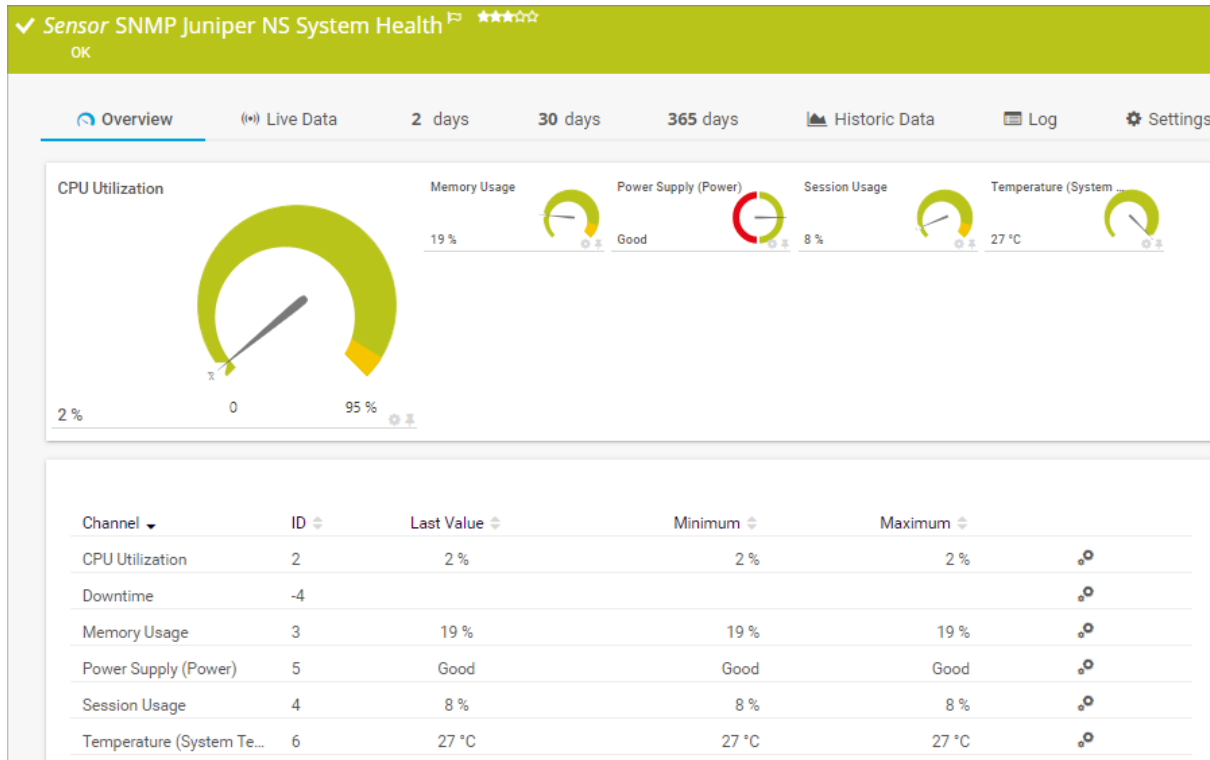 Sensor SNMP Juniper NS System Health
OK
Overview Live Data 2 days 30 days 365 days Historic Data Log Settings
CPU Utilization
2 %
0
95 %
Memory Usage
19 %
Power Supply (Power)
Good
Session Usage
8 %
Temperature (System ...
27 °C
Channel ID Last Value Minimum Maximum
CPU Utilization 2 2 % 2 % 2 %
Downtime -4
Memory Usage 3 19 % 19 % 19 %
Power Supply (Power) 5 Good Good Good
Session Usage 4 8 % 8 % 8 %
Temperature (System Te... 6 27 °C 27 °C 27 °C